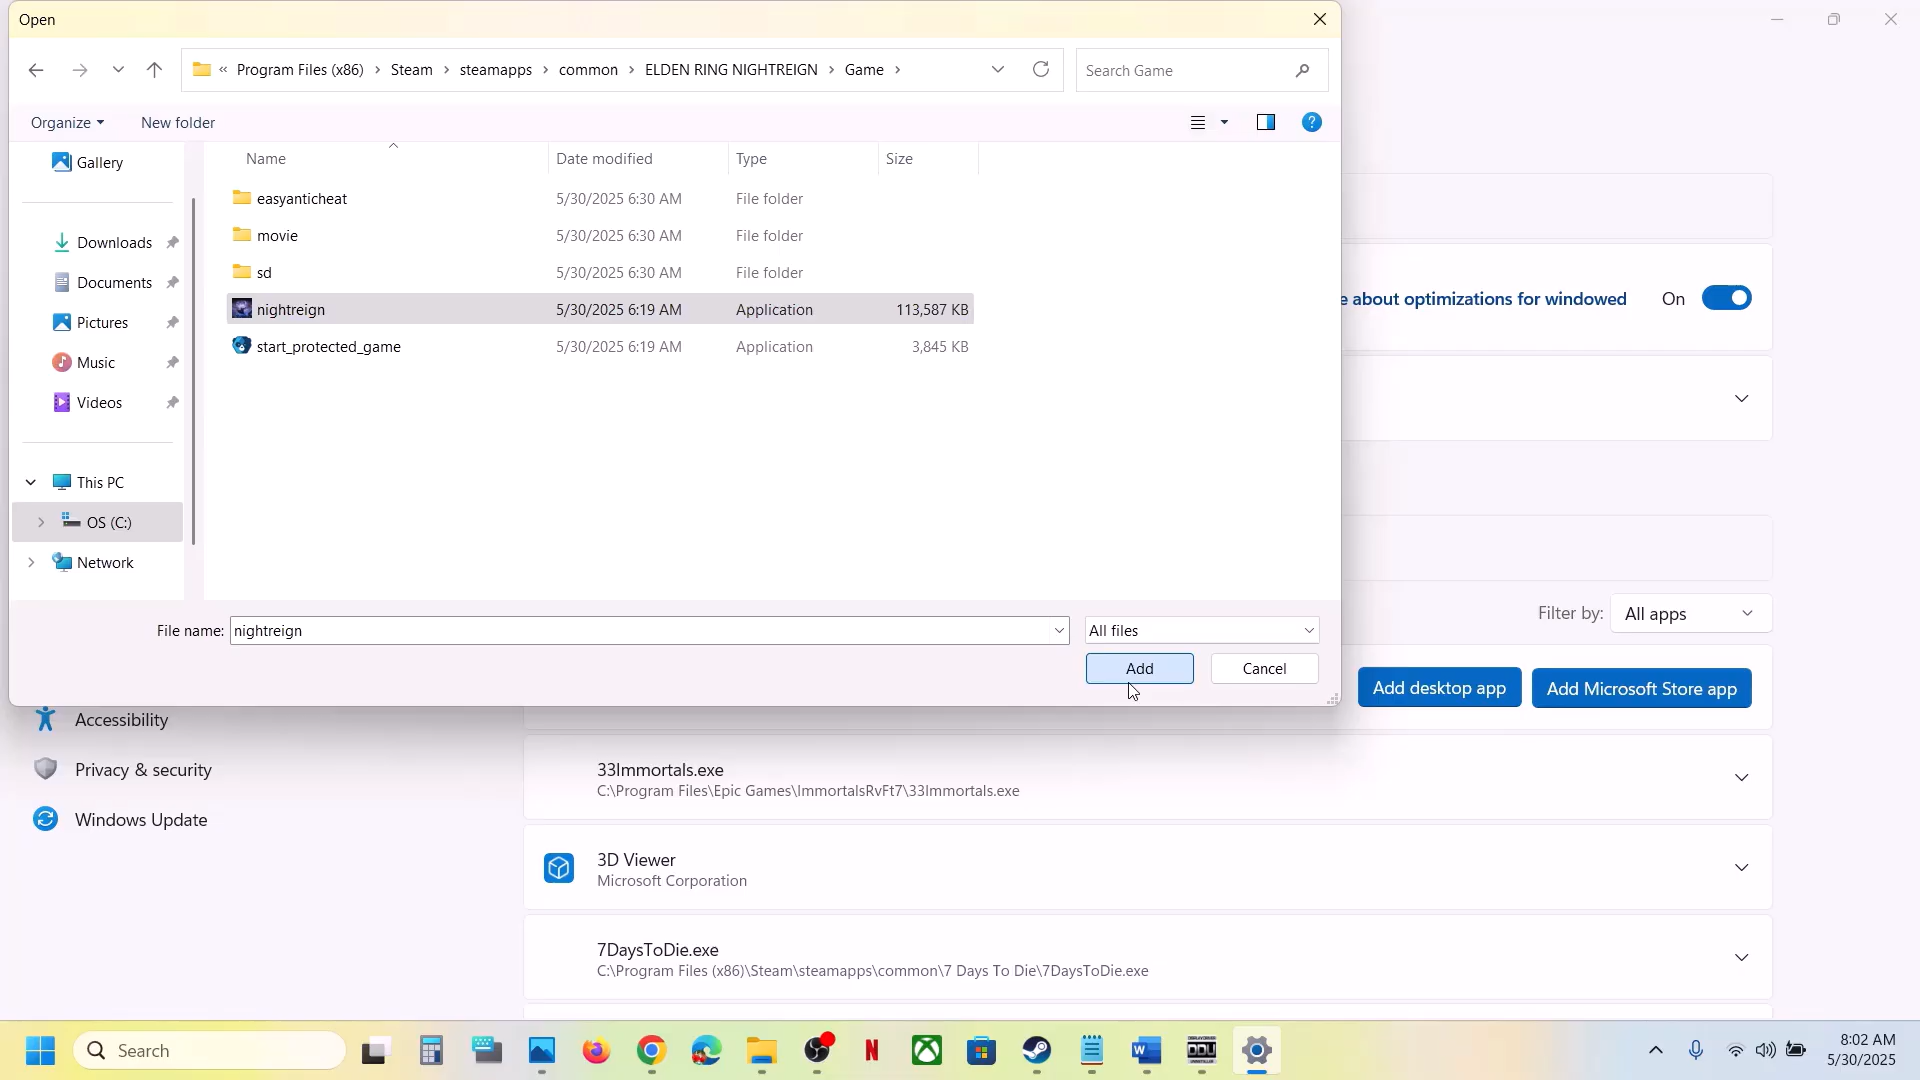 Open
« Program Files (x86) › Steam › steamapps › common › ELDEN RING NIGHTREIGN › Game ›
Search Game
Organize
New folder
Gallery
Downloads
Documents
Pictures
Music
Videos
This PC
OS (C:)
Network
Name Date modified Type Size
easyanticheat 5/30/2025 6:30 AM File folder
movie 5/30/2025 6:30 AM File folder
sd 5/30/2025 6:30 AM File folder
nightreign 5/30/2025 6:19 AM Application 113,587 KB
start_protected_game 5/30/2025 6:19 AM Application 3,845 KB
File name: nightreign
All files
Add
Cancel
e about optimizations for windowed
On
Filter by: All apps
Add desktop app
Add Microsoft Store app
Accessibility
Privacy & security
Windows Update
33Immortals.exe
C:\Program Files\Epic Games\ImmortalsRvFt7\33Immortals.exe
3D Viewer
Microsoft Corporation
7DaysToDie.exe
C:\Program Files (x86)\Steam\steamapps\common\7 Days To Die\7DaysToDie.exe
Search
8:02 AM
5/30/2025